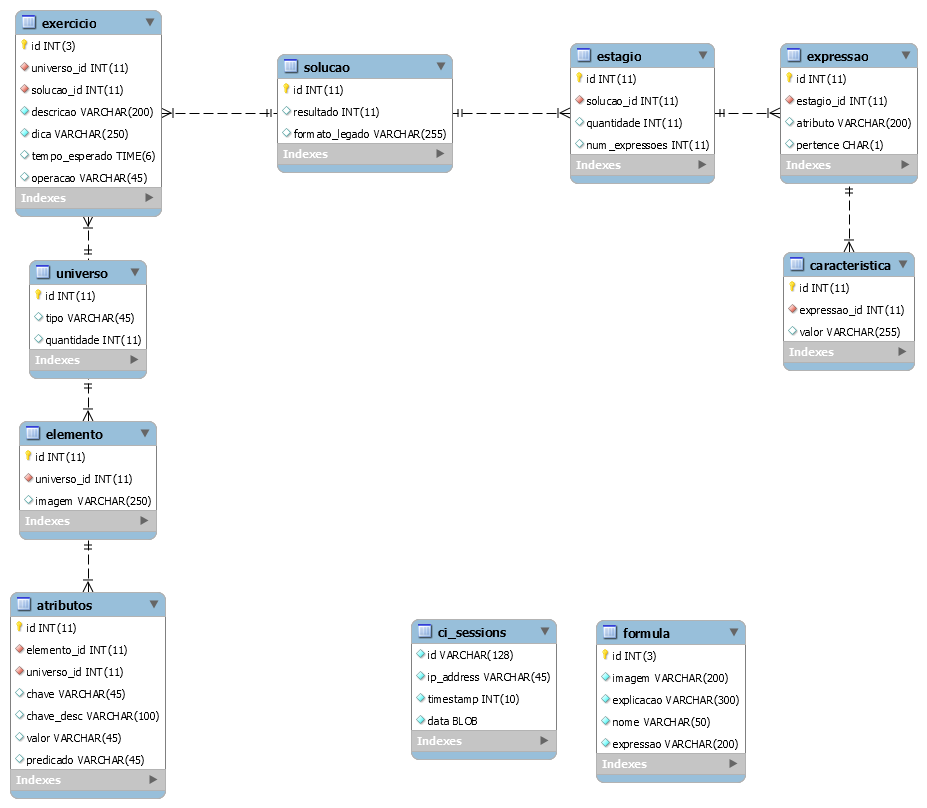 exercicio
id INT(3)
universo_id INT(11)
solucao_id INT(11)
descricao VARCHAR(200)
dica VARCHAR(250)
tempo_esperado TIME(6)
operacao VARCHAR(45)
Indexes
solucao
id INT(11)
resultado INT(11)
formato_legado VARCHAR(255)
Indexes
estagio
id INT(11)
solucao_id INT(11)
quantidade INT(11)
num_expressoes INT(11)
Indexes
expressao
id INT(11)
estagio_id INT(11)
atributo VARCHAR(200)
pertence CHAR(1)
Indexes
universo
id INT(11)
tipo VARCHAR(45)
quantidade INT(11)
Indexes
caracteristica
id INT(11)
expressao_id INT(11)
valor VARCHAR(255)
Indexes
elemento
id INT(11)
universo_id INT(11)
imagem VARCHAR(250)
Indexes
atributos
id INT(11)
elemento_id INT(11)
universo_id INT(11)
chave VARCHAR(45)
chave_desc VARCHAR(100)
valor VARCHAR(45)
predicado VARCHAR(45)
Indexes
ci_sessions
id VARCHAR(128)
ip_address VARCHAR(45)
timestamp INT(10)
data BLOB
Indexes
formula
id INT(3)
imagem VARCHAR(200)
explicacao VARCHAR(300)
nome VARCHAR(50)
expressao VARCHAR(200)
Indexes